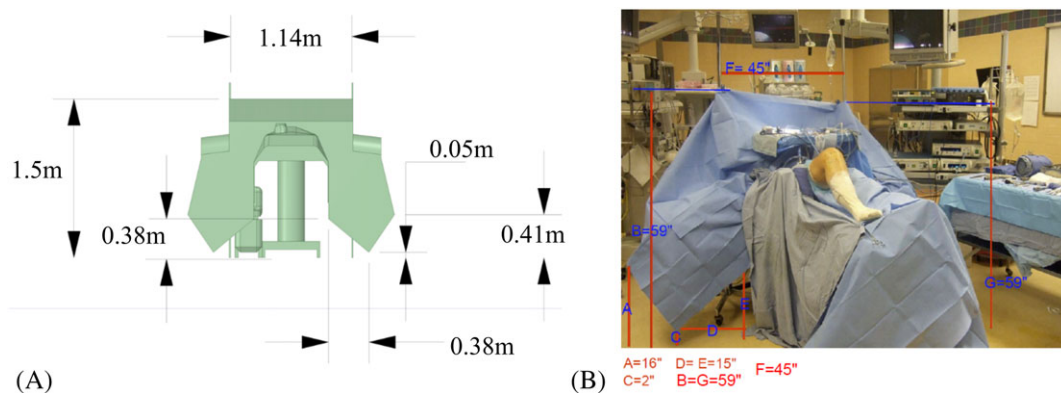 1.14m
1.5m
0.38m
0.05m
0.41m
0.38m
(A)
F= 45"
B=59"
G=59"
A
E
D
C
(B)
A=16" D= E=15" F=45"
C=2" B=G=59"